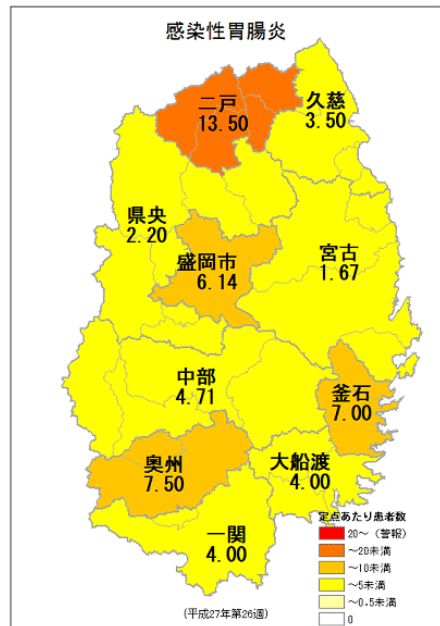 感染性胃腸炎
二戸
13.50
久慈
3.50
県央
2.20
盛岡市
6.14
宮古
1.67
中部
4.71
釜石
7.00
奥州
7.50
大船渡
4.00
一関
4.00
定点あたり患者数
20～（警報）
～20未満
～10未満
～5未満
～0.5未満
0
(平成27年第26週)